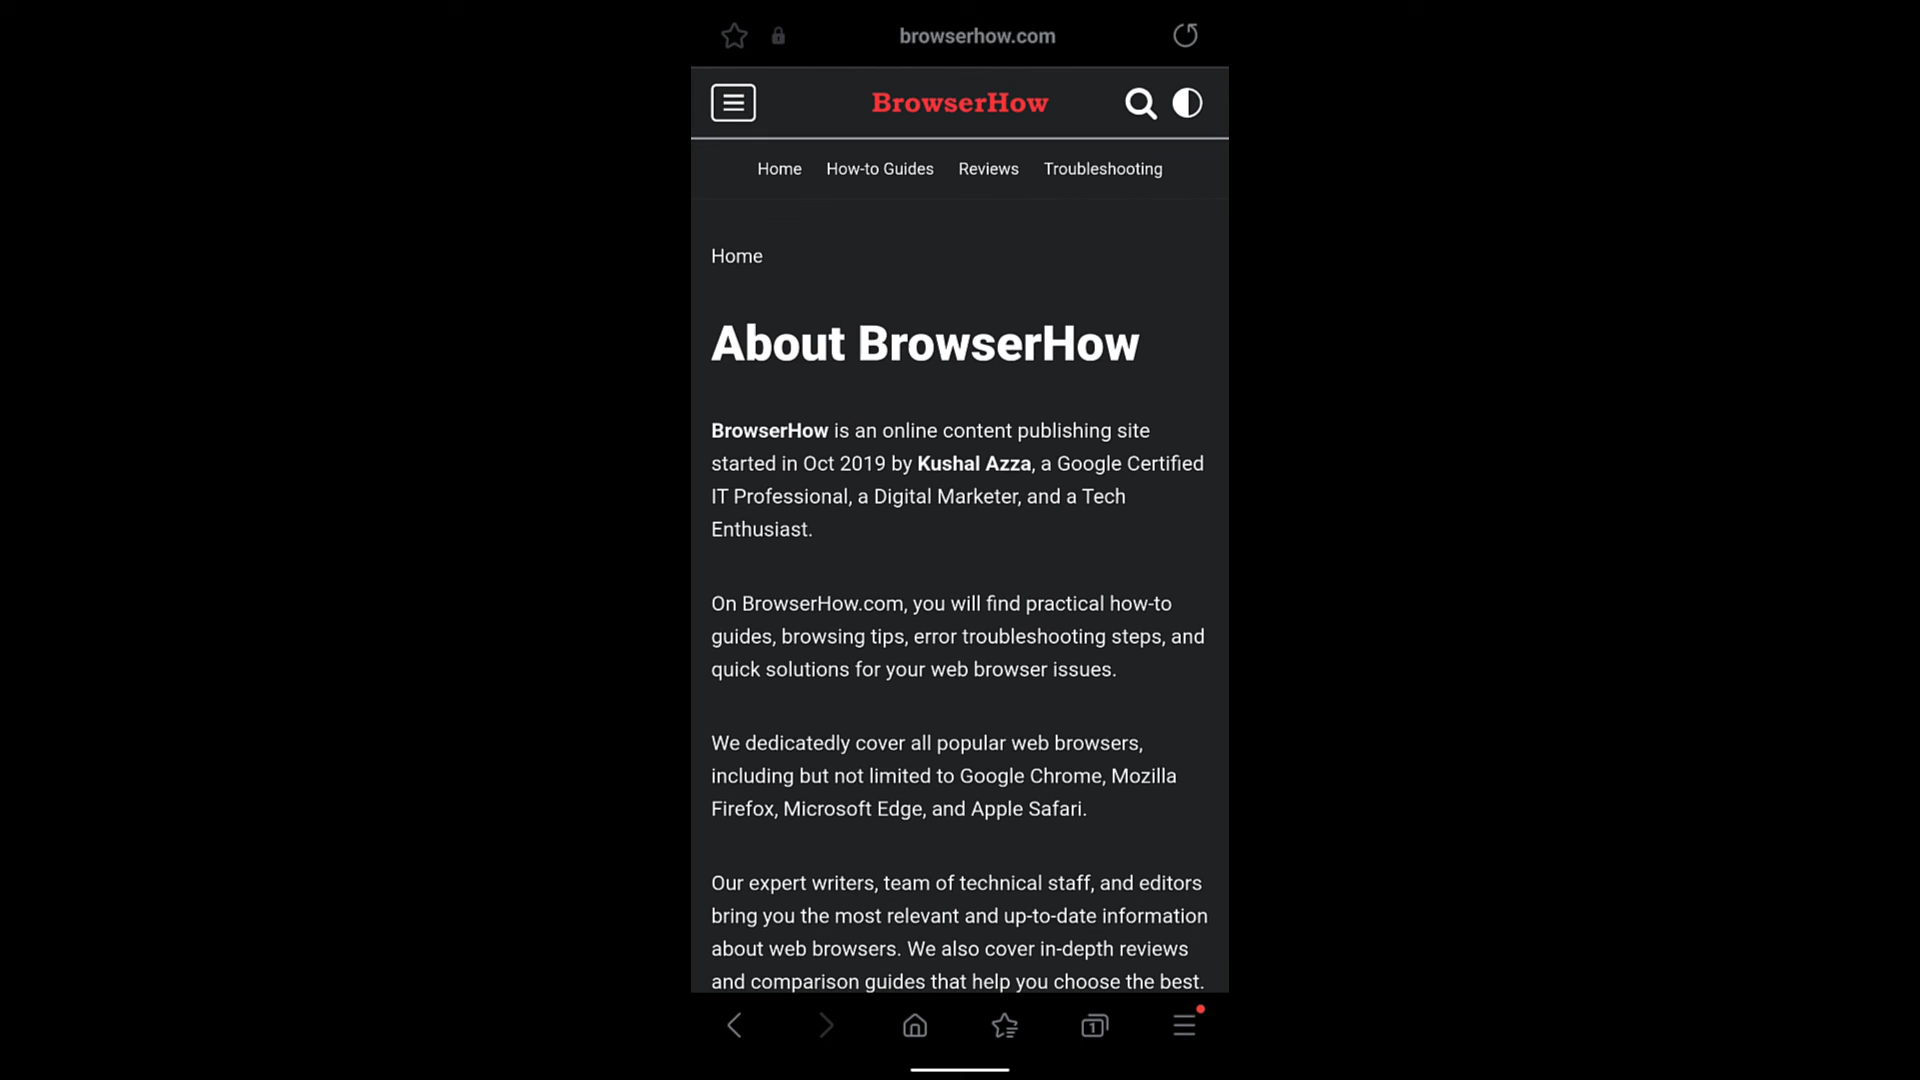 browserhow.com
BrowserHow
Home How-to Guides Reviews Troubleshooting
Home
About BrowserHow
BrowserHow is an online content publishing site
started in Oct 2019 by Kushal Azza, a Google Certified
IT Professional, a Digital Marketer, and a Tech
Enthusiast.
On BrowserHow.com, you will find practical how-to
guides, browsing tips, error troubleshooting steps, and
quick solutions for your web browser issues.
We dedicatedly cover all popular web browsers,
including but not limited to Google Chrome, Mozilla
Firefox, Microsoft Edge, and Apple Safari.
Our expert writers, team of technical staff, and editors
bring you the most relevant and up-to-date information
about web browsers. We also cover in-depth reviews
and comparison guides that help you choose the best.
1